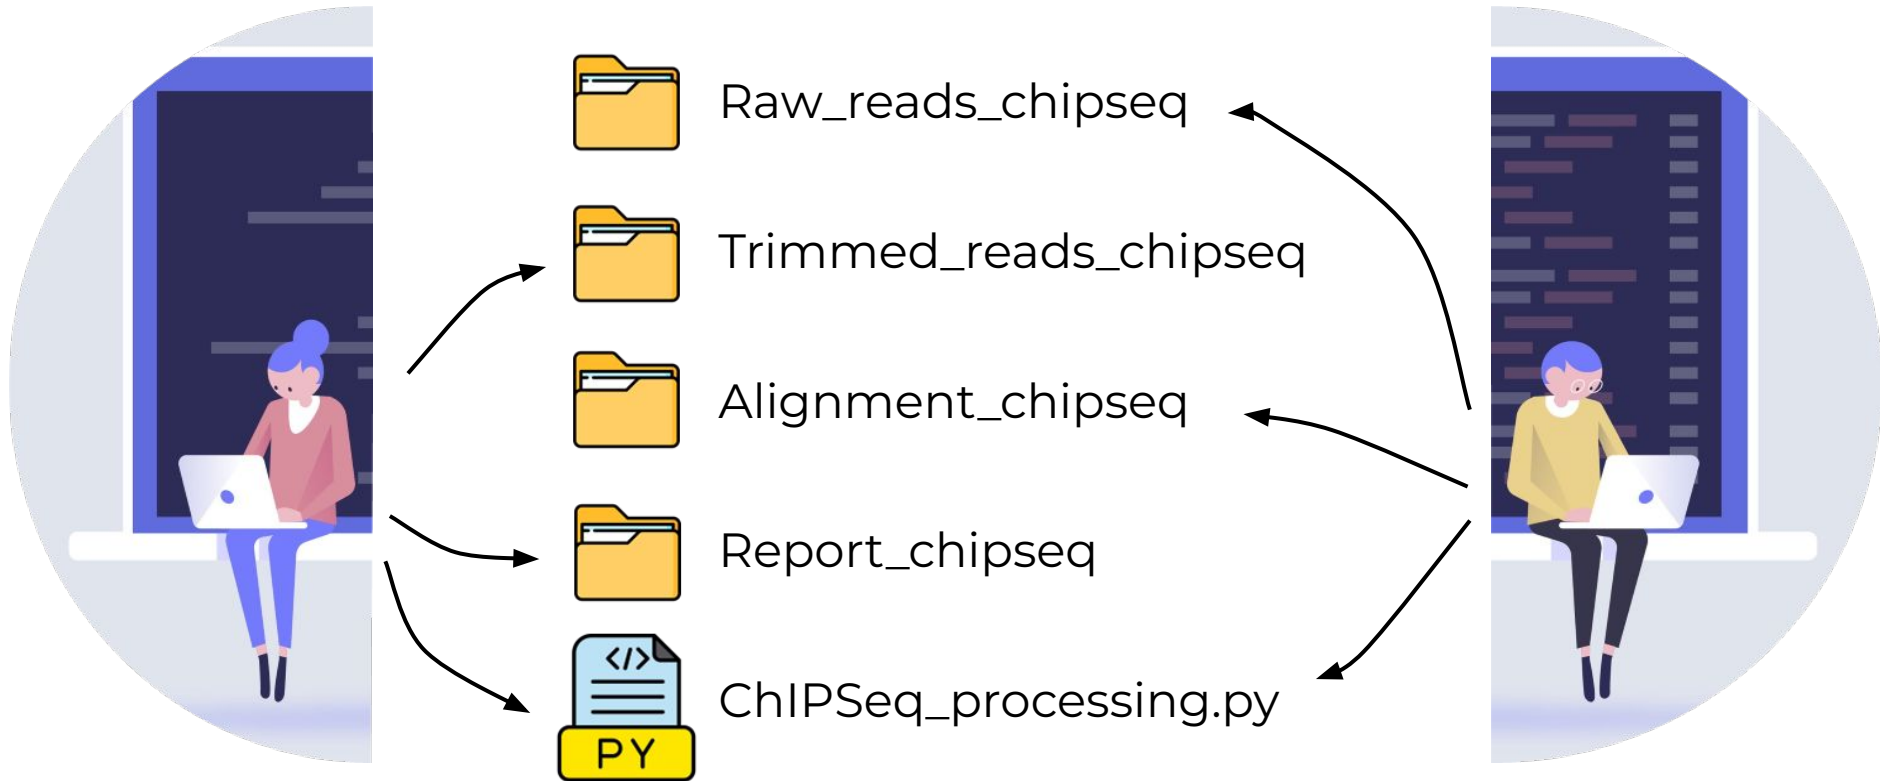 Raw_reads_chipseq
Trimmed_reads_chipseq
Alignment_chipseq
Report_chipseq
</>
ChIPSeq_processing.py
PY